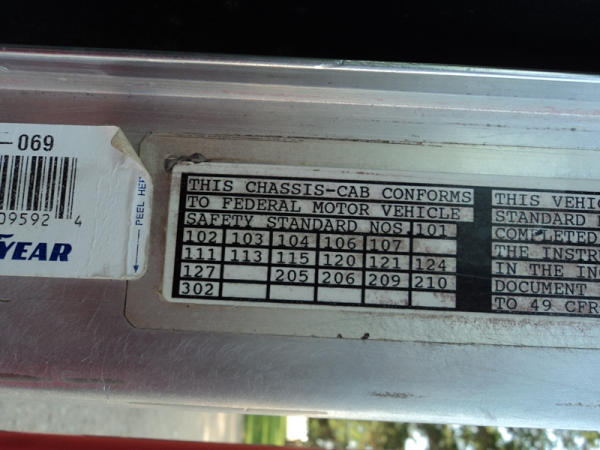 069
09592 4
YEAR
THIS CHASSIS-CAB CONFORMS
TO FEDERAL MOTOR VEHICLE
SAFETY STANDARD NOS. 101
102 103 104 106 107
111 113 115 120 121 124
127 205 206 209 210
302
THIS VEHIC
STANDARD
COMPLETED
THE INSTR
IN THE IN
DOCUMENT
TO 49 CFR
PEEL HER